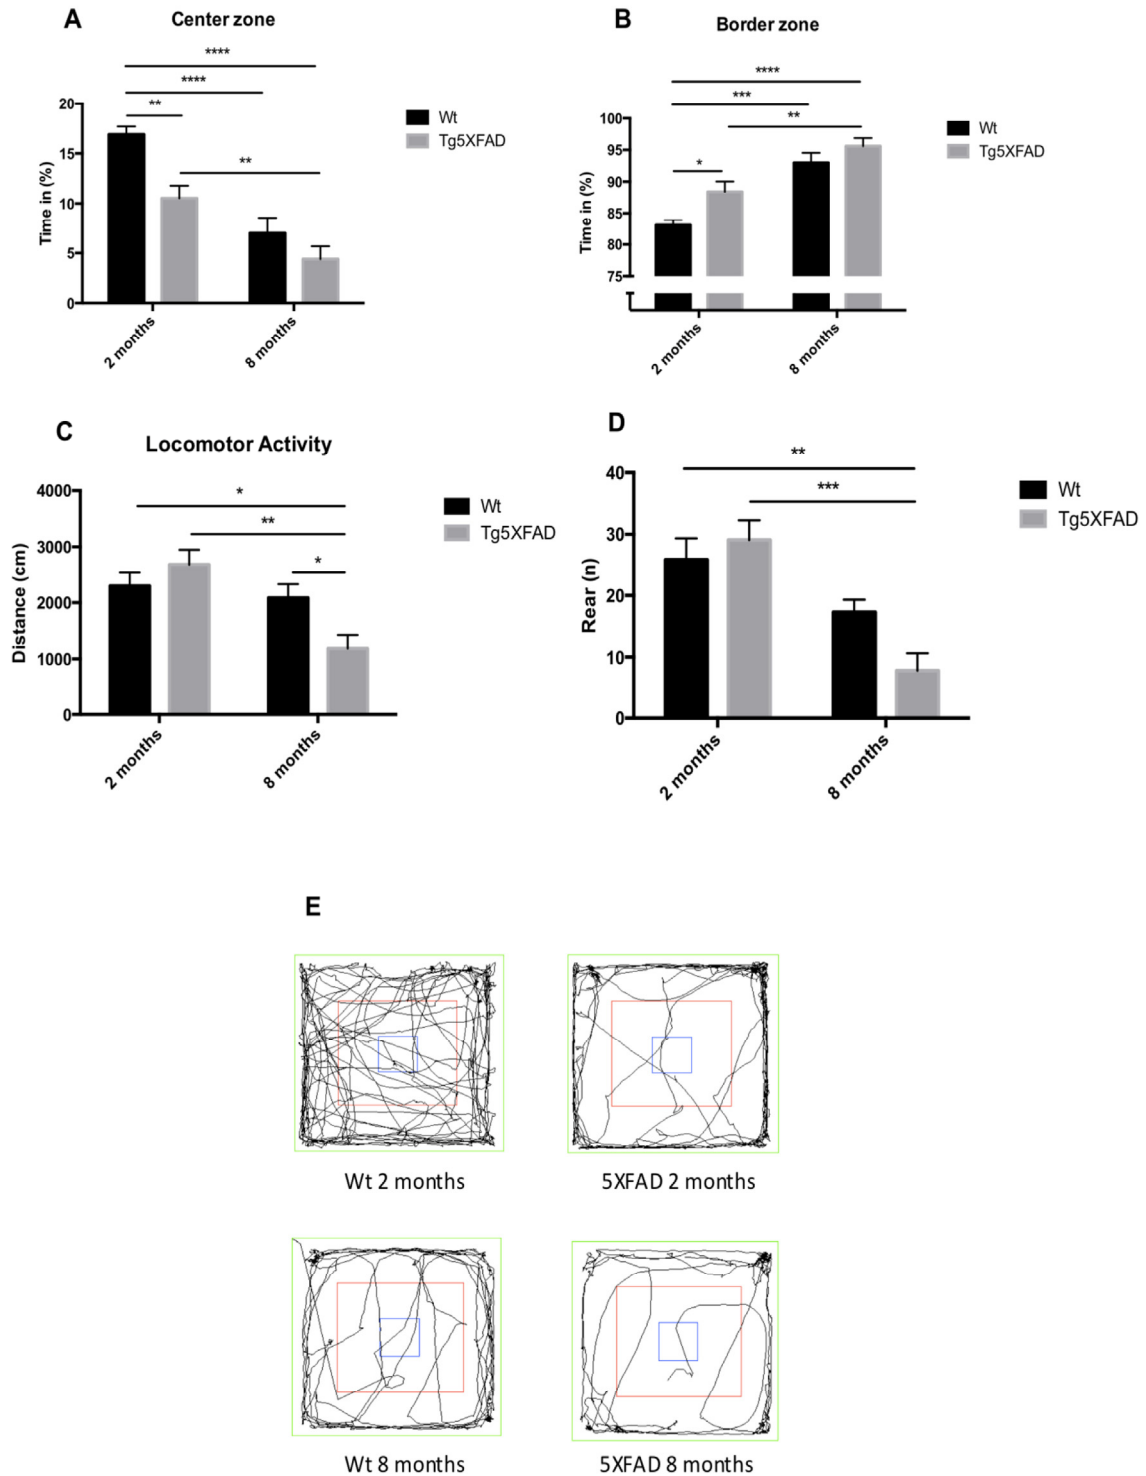 A
Center zone
****
****
**
**
Time in (%)
20
15
10
5
0
2 months
8 months
Wt
Tg5XFAD
B
Border zone
****
***
**
*
Time in (%)
100
95
90
85
80
75
2 months
8 months
Wt
Tg5XFAD
C
Locomotor Activity
*
**
*
Distance (cm)
4000
3000
2000
1000
0
2 months
8 months
Wt
Tg5XFAD
D
**
***
Rear (n)
40
30
20
10
0
2 months
8 months
Wt
Tg5XFAD
E
Wt 2 months
5XFAD 2 months
Wt 8 months
5XFAD 8 months